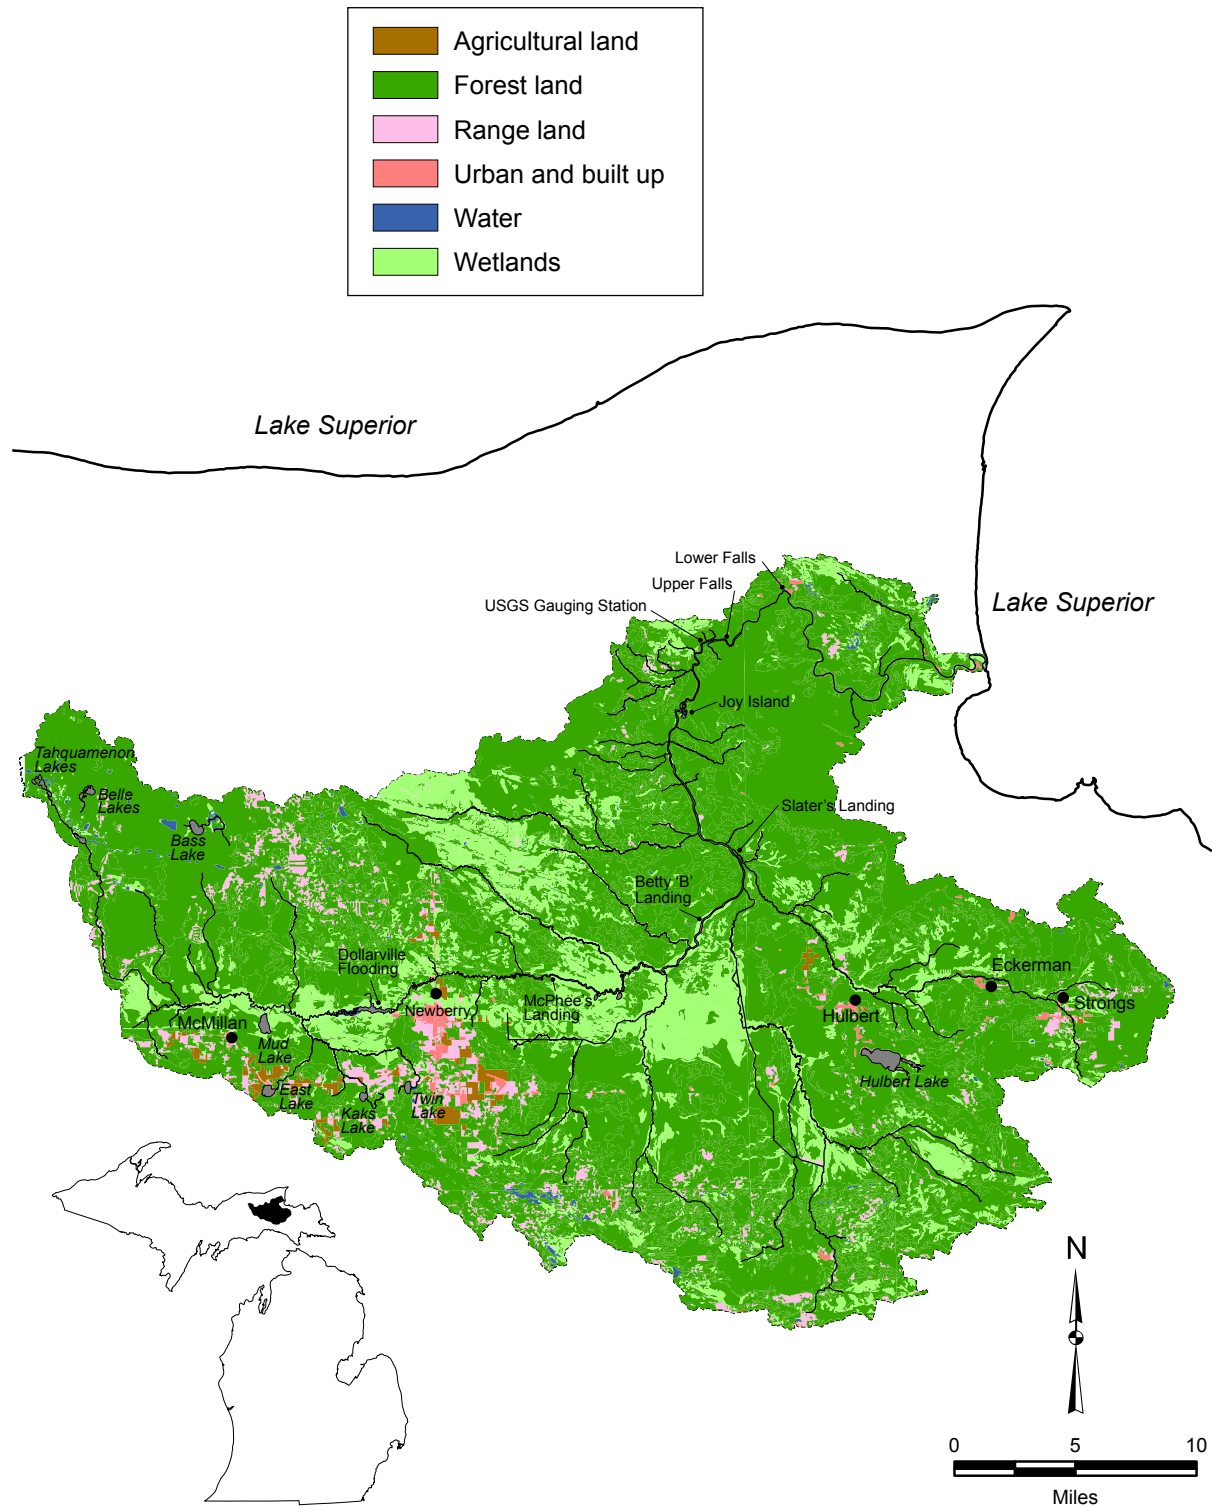 Agricultural land
Forest land
Range land
Urban and built up
Water
Wetlands
Lake Superior
Lower Falls
Upper Falls
USGS Gauging Station
Lake Superior
Joy Island
Tahquamenon
Lakes
Belle
Lakes
Bass
Lake
Slater's Landing
Betty 'B'
Landing
Dollarville
Flooding
Eckerman
McPhee's
Landing
Newberry
Strongs
Hulbert
McMillan
Mud
Lake
Hulbert Lake
East
Lake
Kaks
Lake
Twin
Lake
N
0 5 10
Miles